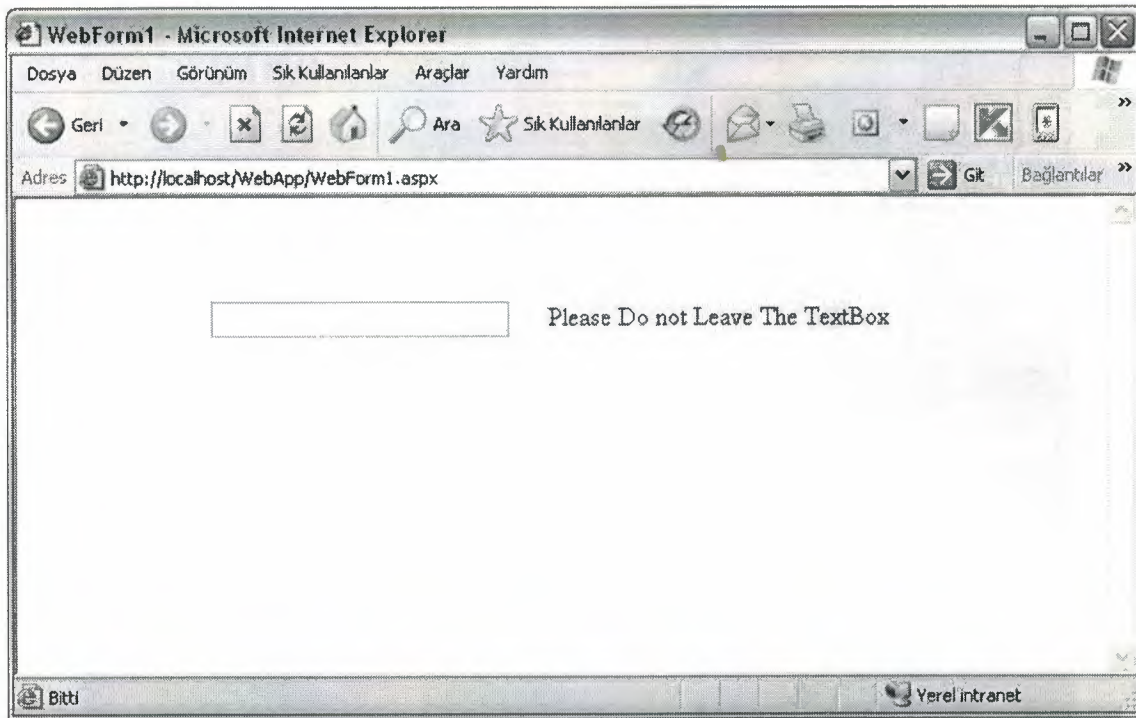 WebForm1 - Microsoft Internet Explorer
Dosya Düzen Görünüm Sık Kullanılanlar Araçlar Yardım
Geri Ara Sık Kullanılanlar »
Adres http://localhost/WebApp/WebForm1.aspx Git Bağlantılar »
Please Do not Leave The TextBox
Bitti Yerel intranet